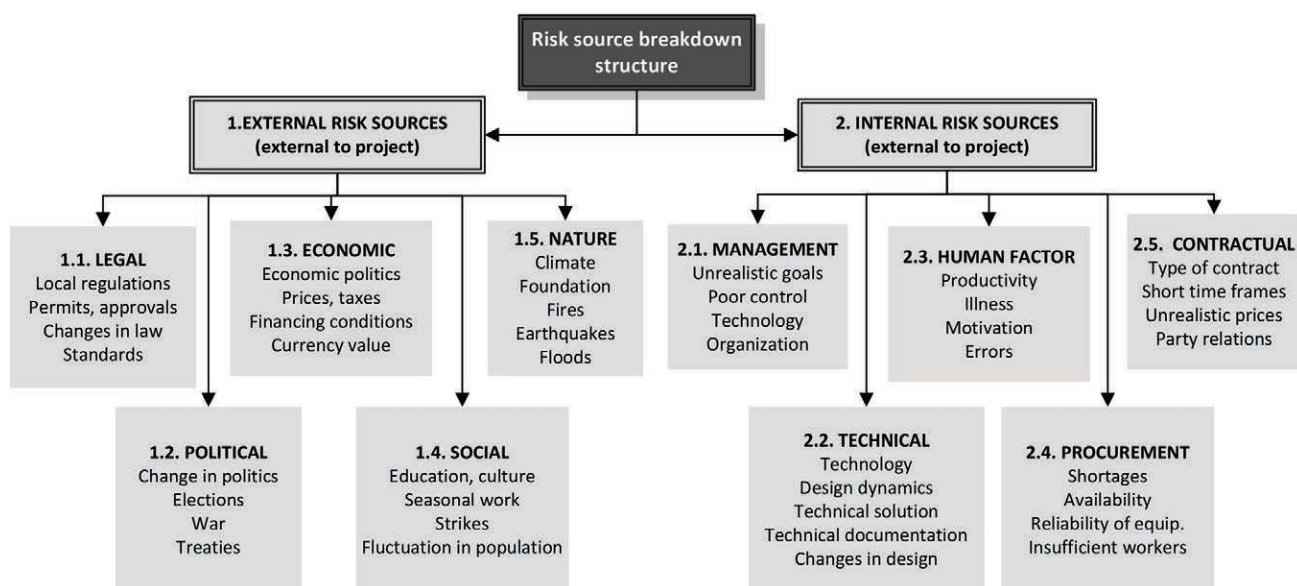 Risk source breakdown
structure
1.EXTERNAL RISK SOURCES
(external to project)
2. INTERNAL RISK SOURCES
(external to project)
1.1. LEGAL
Local regulations
Permits, approvals
Changes in law
Standards
1.2. POLITICAL
Change in politics
Elections
War
Treaties
1.3. ECONOMIC
Economic politics
Prices, taxes
Financing conditions
Currency value
1.4. SOCIAL
Education, culture
Seasonal work
Strikes
Fluctuation in population
1.5. NATURE
Climate
Foundation
Fires
Earthquakes
Floods
2.1. MANAGEMENT
Unrealistic goals
Poor control
Technology
Organization
2.2. TECHNICAL
Technology
Design dynamics
Technical solution
Technical documentation
Changes in design
2.3. HUMAN FACTOR
Productivity
Illness
Motivation
Errors
2.4. PROCUREMENT
Shortages
Availability
Reliability of equip.
Insufficient workers
2.5. CONTRACTUAL
Type of contract
Short time frames
Unrealistic prices
Party relations